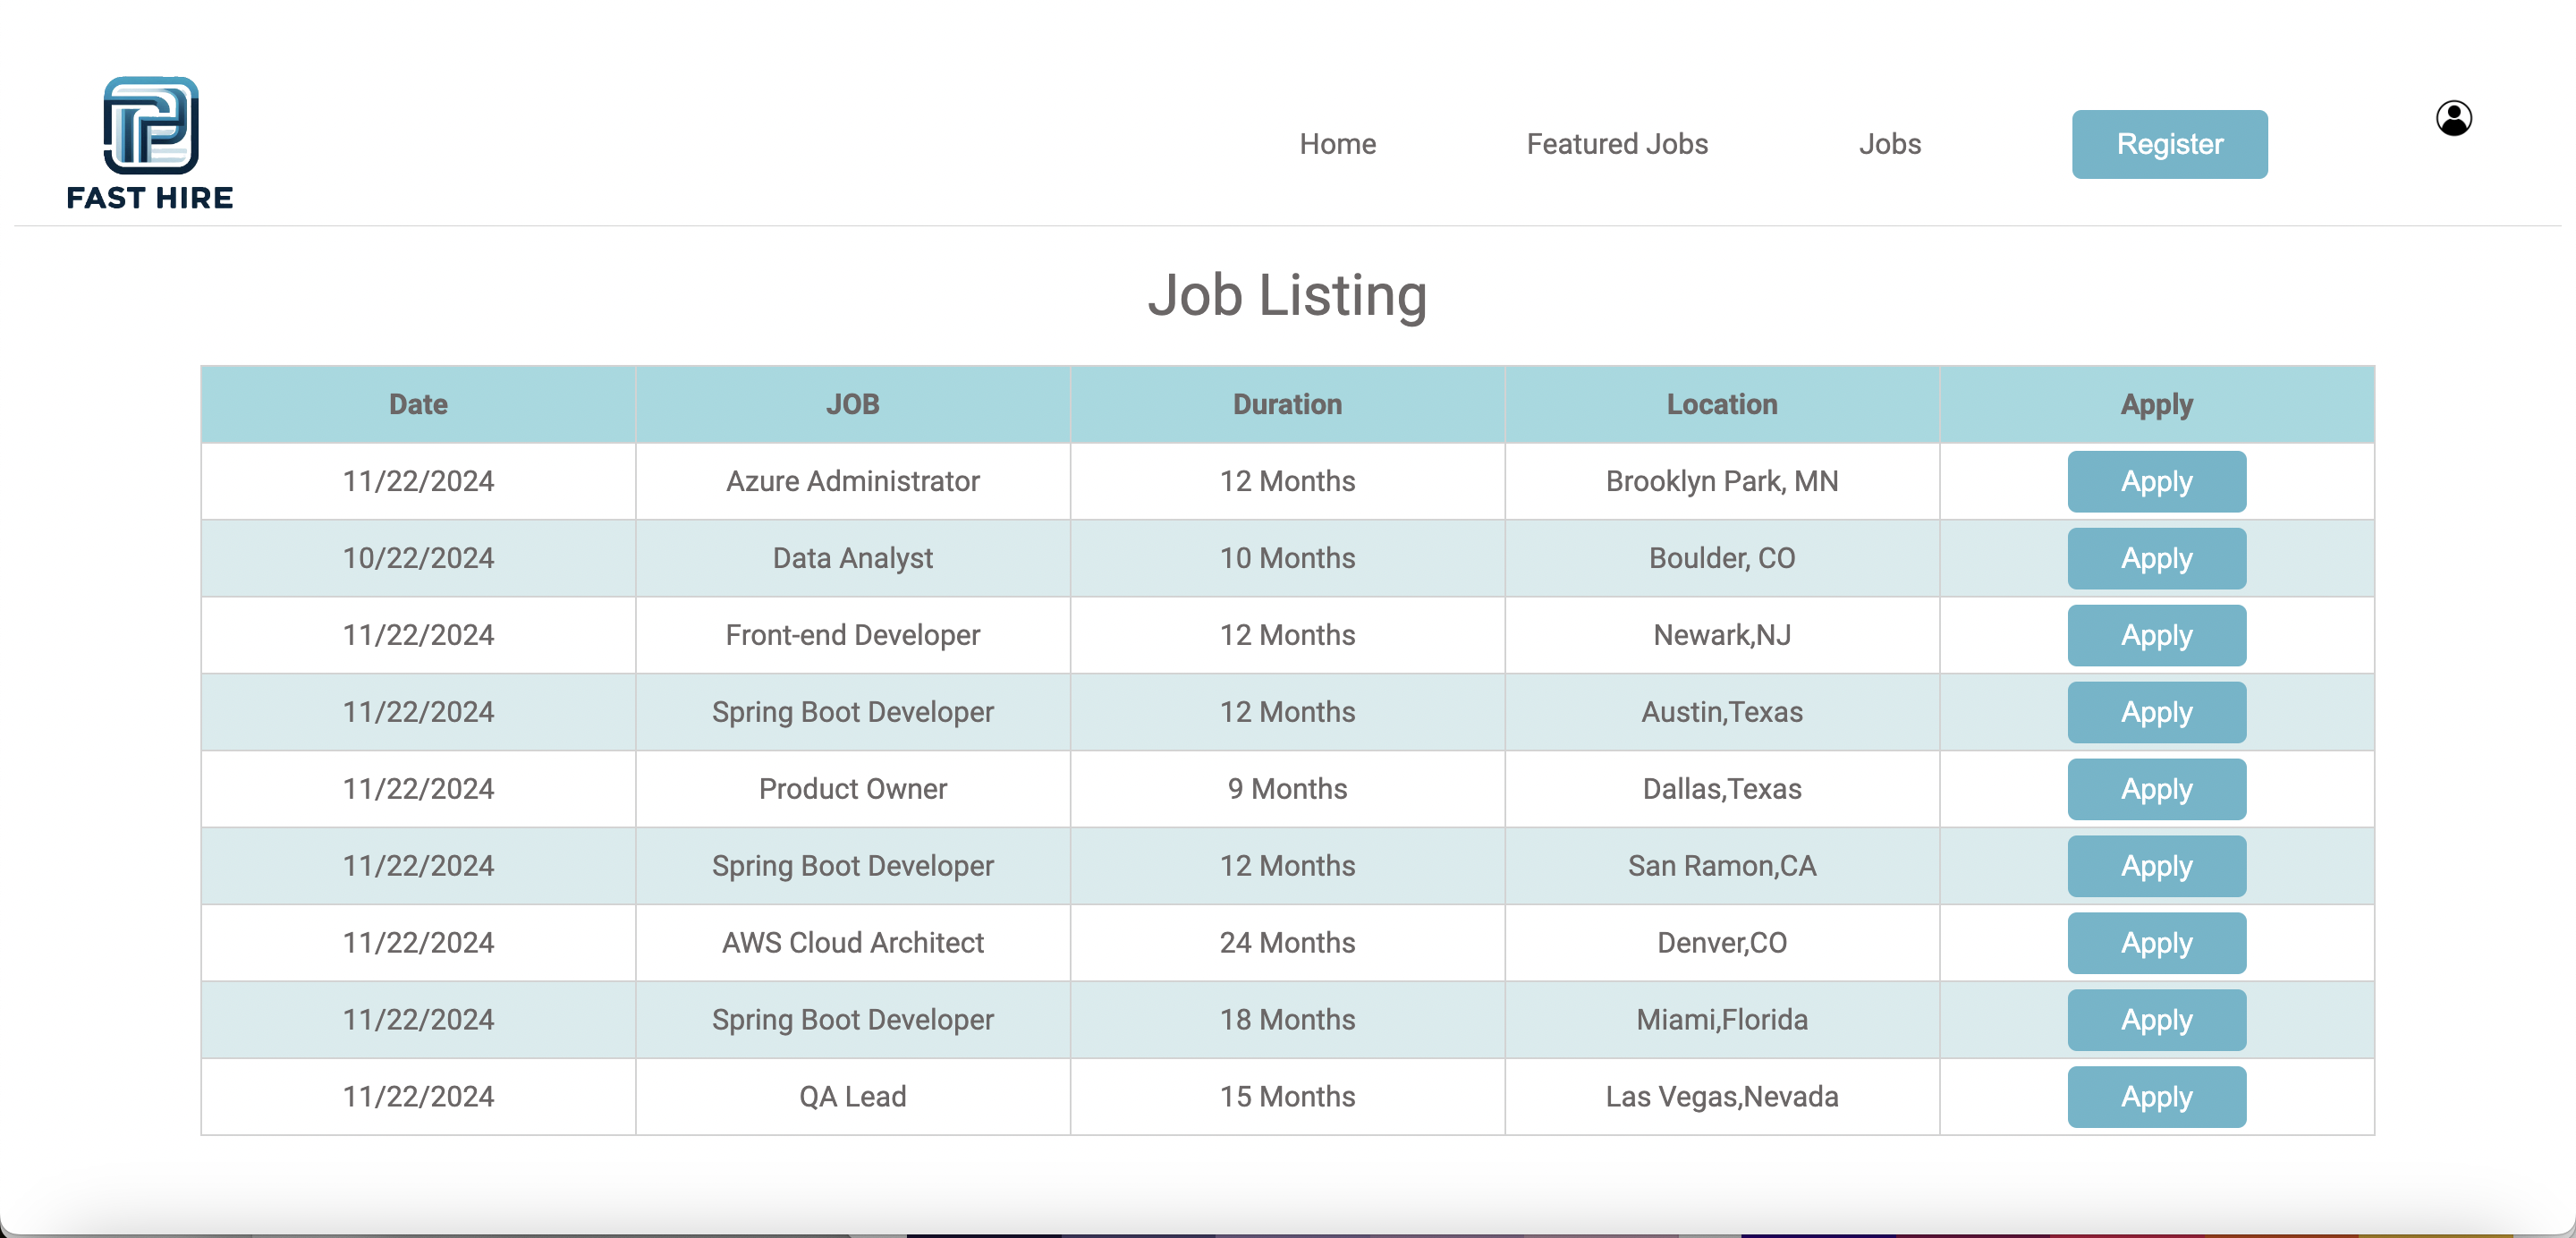 FAST HIRE
Home Featured Jobs Jobs Register
Job Listing
Date JOB Duration Location Apply
11/22/2024 Azure Administrator 12 Months Brooklyn Park, MN Apply
10/22/2024 Data Analyst 10 Months Boulder, CO Apply
11/22/2024 Front-end Developer 12 Months Newark,NJ Apply
11/22/2024 Spring Boot Developer 12 Months Austin,Texas Apply
11/22/2024 Product Owner 9 Months Dallas,Texas Apply
11/22/2024 Spring Boot Developer 12 Months San Ramon,CA Apply
11/22/2024 AWS Cloud Architect 24 Months Denver,CO Apply
11/22/2024 Spring Boot Developer 18 Months Miami,Florida Apply
11/22/2024 QA Lead 15 Months Las Vegas,Nevada Apply